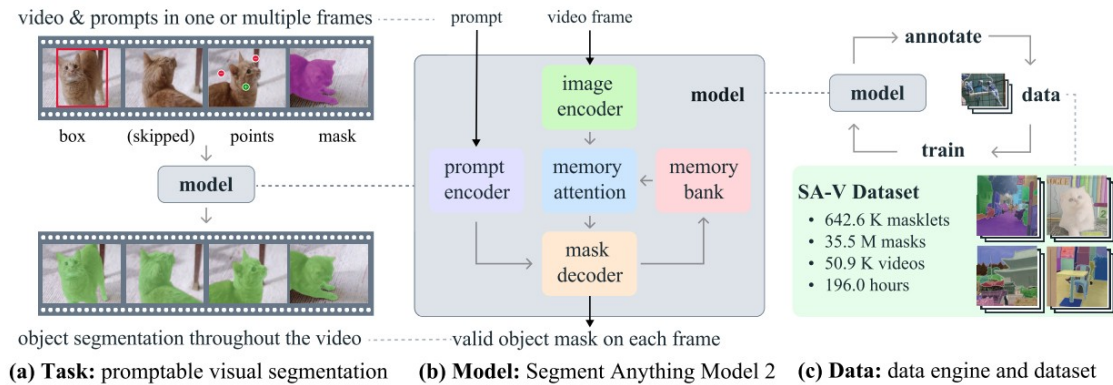 video & prompts in one or multiple frames
box
(skipped)
points
mask
model
object segmentation throughout the video
(a) Task: promptable visual segmentation
prompt
video frame
image
encoder
model
prompt
encoder
memory
attention
memory
bank
mask
decoder
valid object mask on each frame
(b) Model: Segment Anything Model 2
annotate
model
data
train
SA-V Dataset
• 642.6 K masklets
• 35.5 M masks
• 50.9 K videos
• 196.0 hours
(c) Data: data engine and dataset